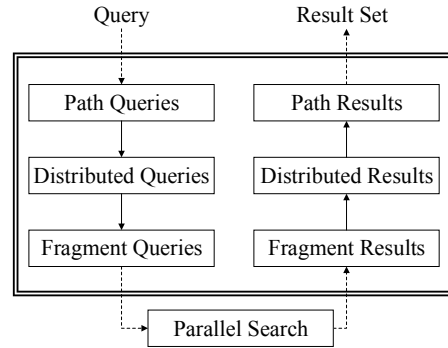 Query
Result Set
Path Queries
Path Results
Distributed Queries
Distributed Results
Fragment Queries
Fragment Results
Parallel Search